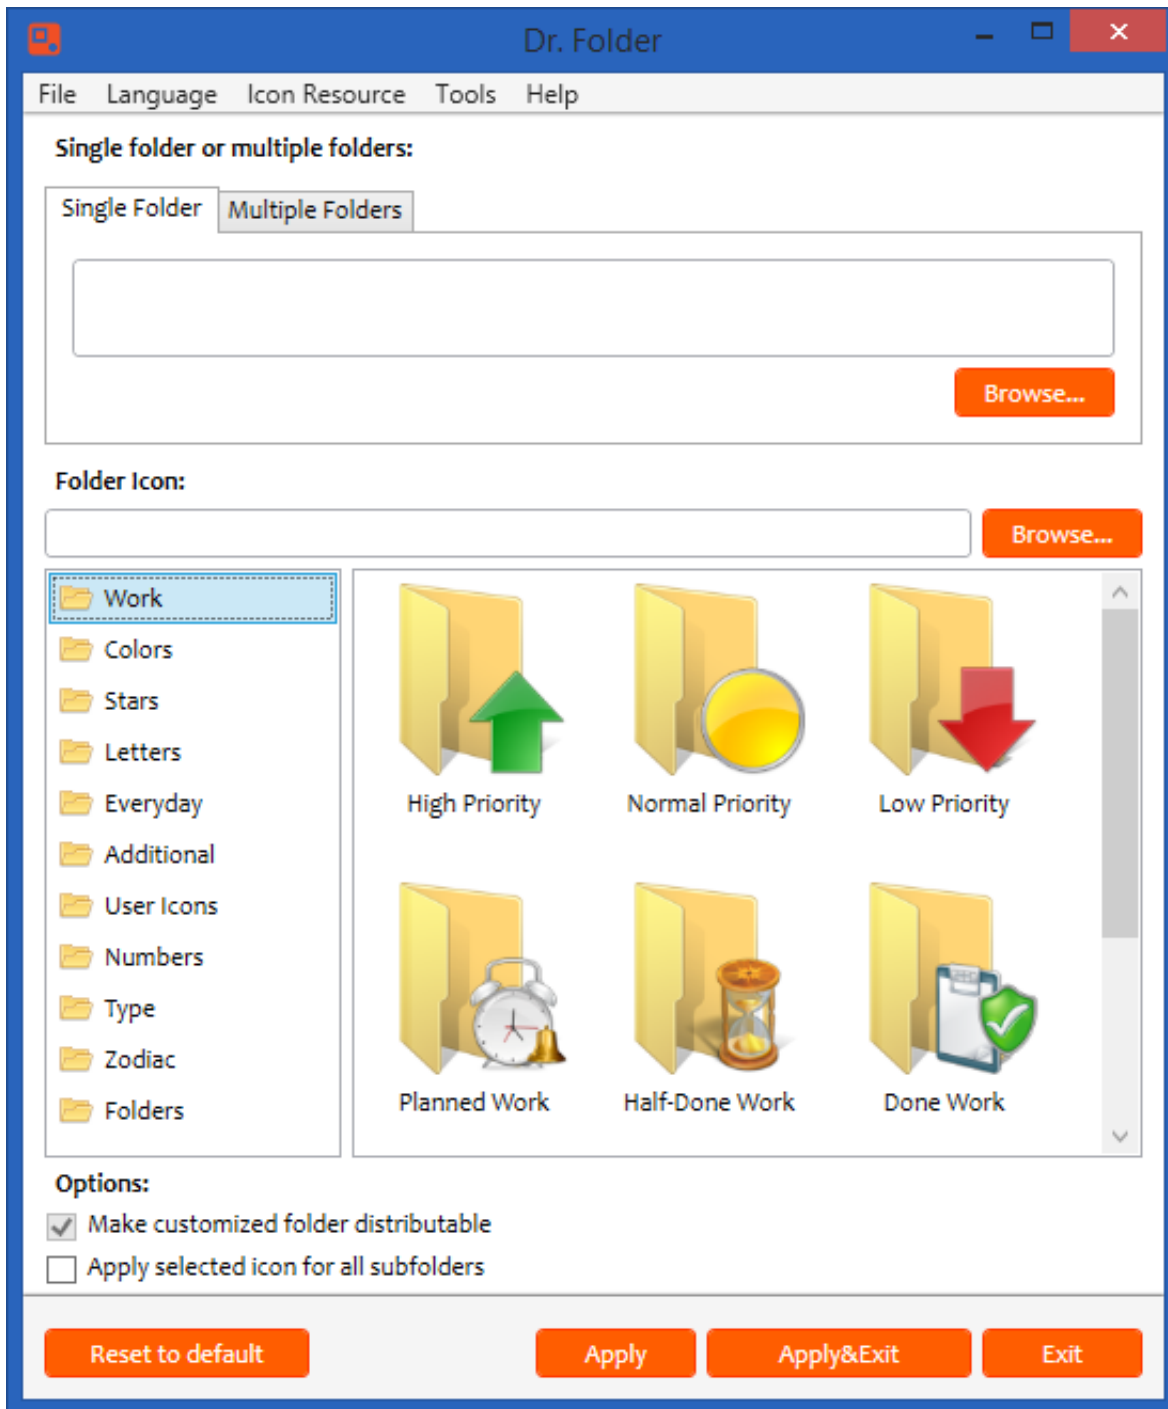 Dr. Folder
File Language Icon Resource Tools Help
Single folder or multiple folders:
Single Folder Multiple Folders
Browse...
Folder Icon:
Browse...
Work
Colors
Stars
Letters
Everyday
Additional
User Icons
Numbers
Type
Zodiac
Folders
High Priority Normal Priority Low Priority
Planned Work Half-Done Work Done Work
Options:
Make customized folder distributable
Apply selected icon for all subfolders
Reset to default Apply Apply&Exit Exit